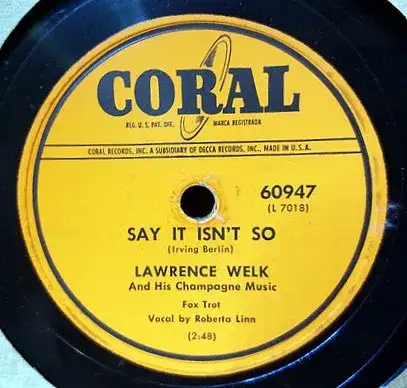 CORAL
REG. U. S. PAT. OFF. MARCA REGISTRADA
CORAL RECORDS, INC. A SUBSIDIARY OF DECCA RECORDS, INC., MADE IN U.S.A.
60947
(L 7018)
SAY IT ISN'T SO
(Irving Berlin)
LAWRENCE WELK
And His Champagne Music
Fox Trot
Vocal by Roberta Linn
(2:48)